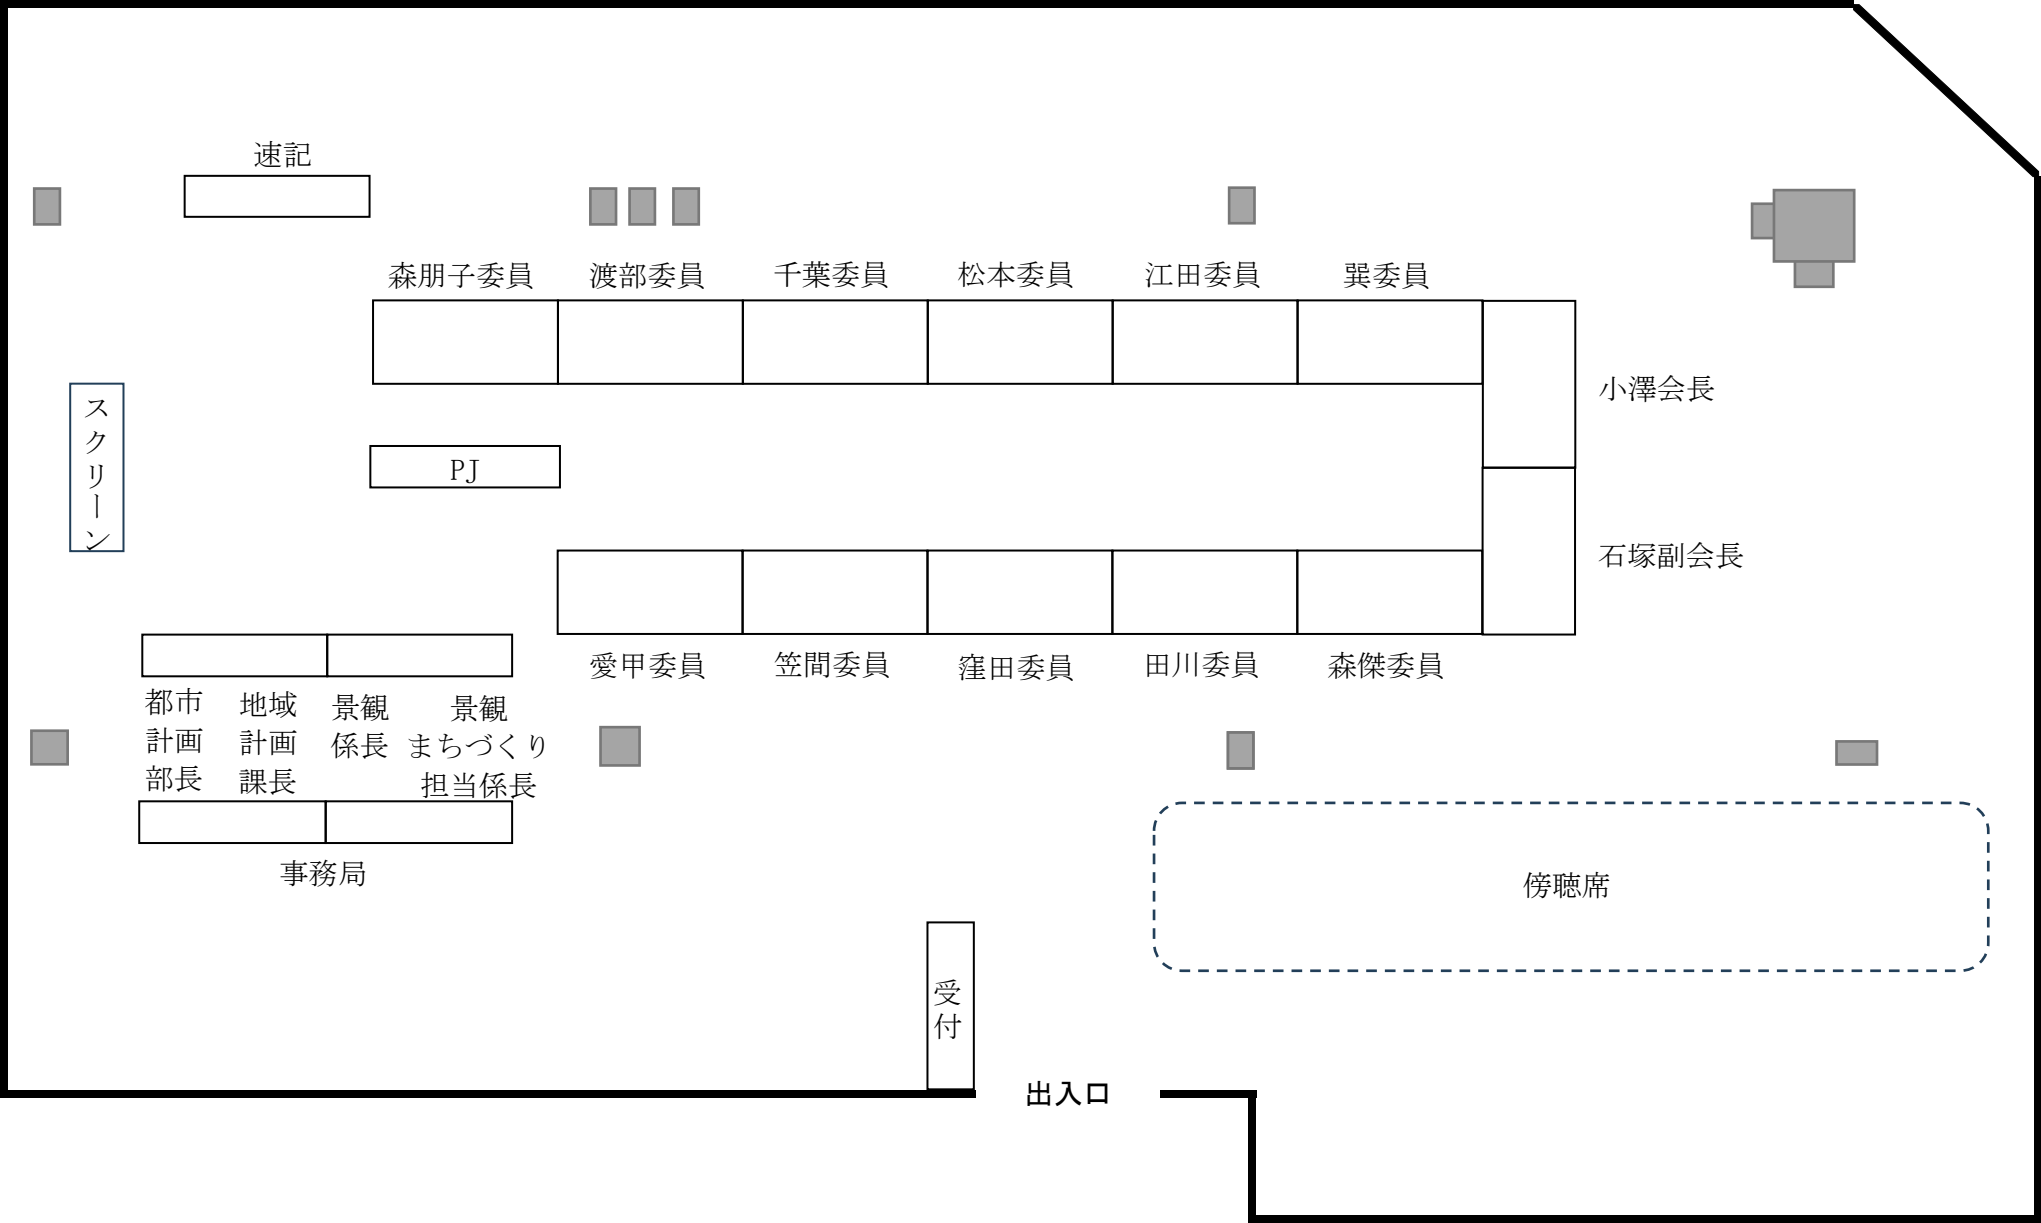 速記
森朋子委員
渡部委員
千葉委員
松本委員
江田委員
巽委員
小澤会長
スクリーン
PJ
石塚副会長
愛甲委員
笠間委員
窪田委員
田川委員
森傑委員
都市
計画
部長
地域
計画
課長
景観
係長
景観
まちづくり
担当係長
事務局
傍聴席
受付
出入口